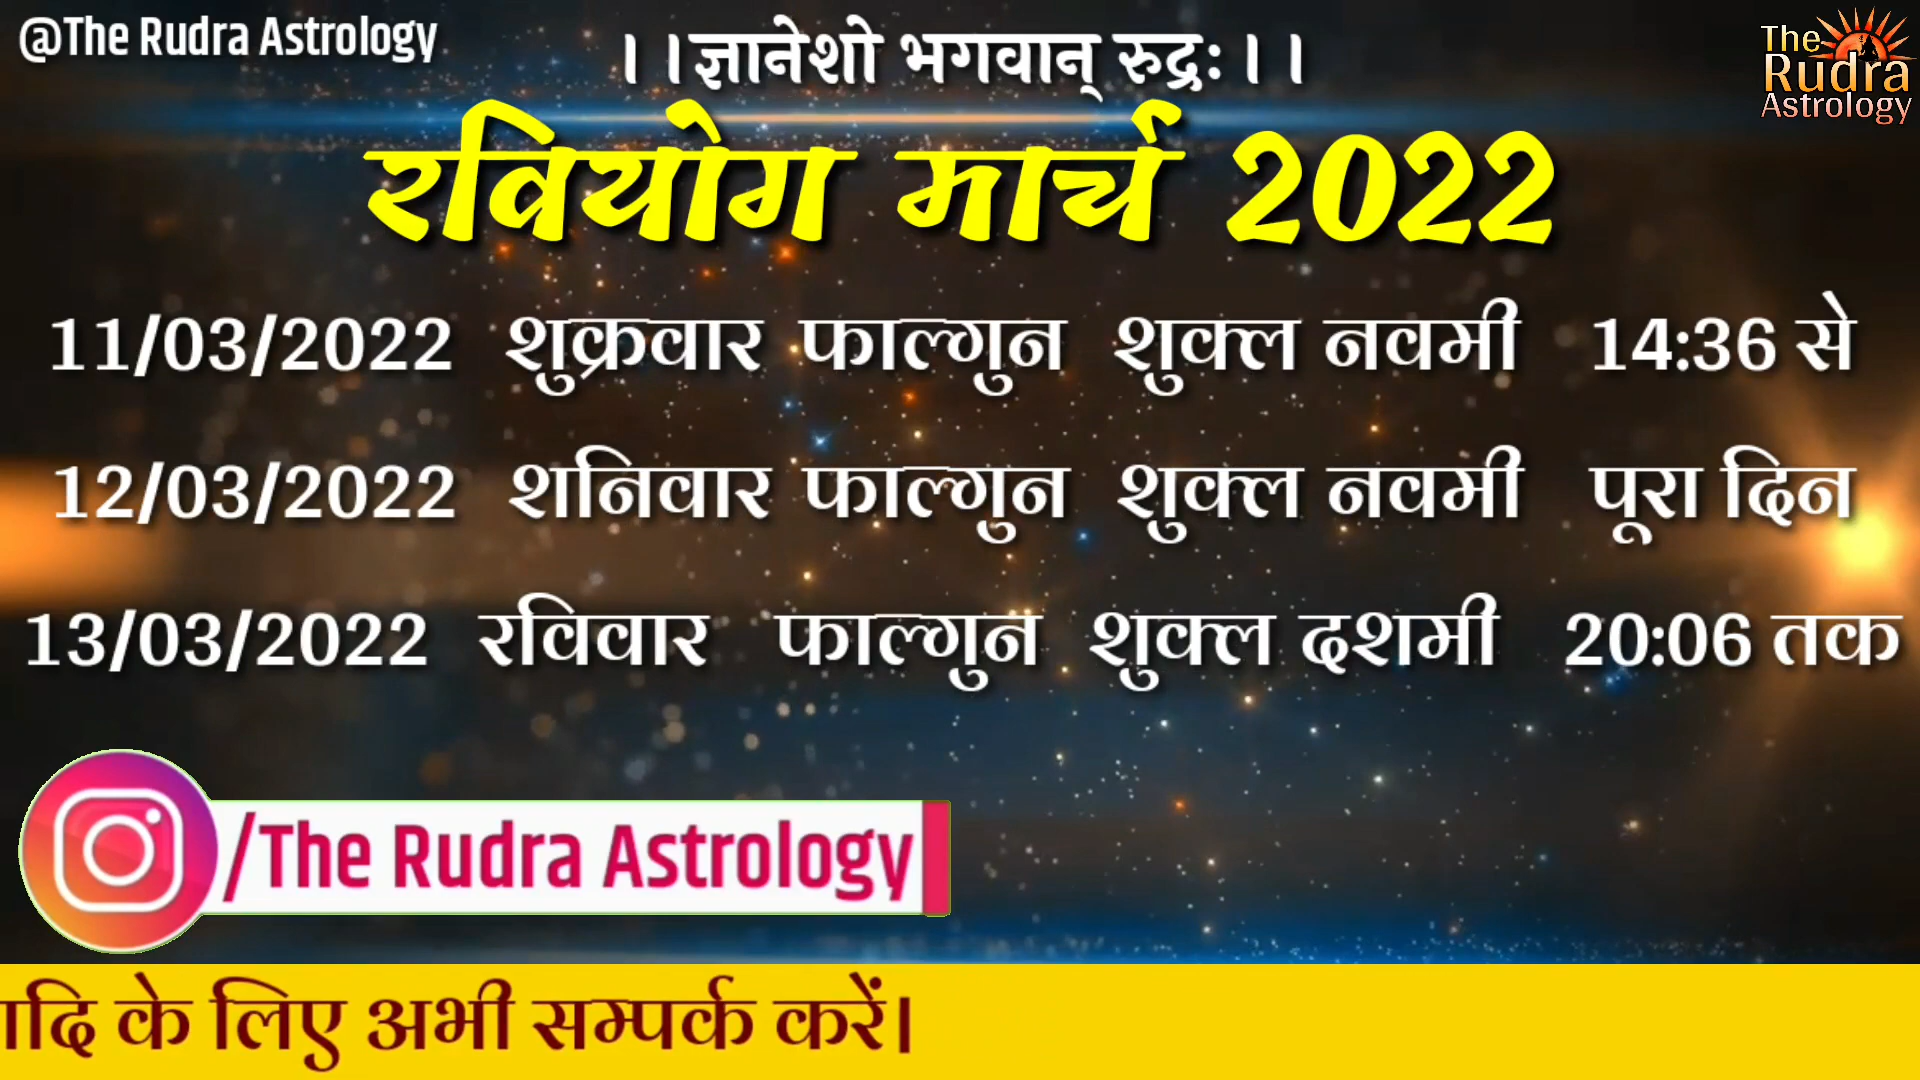 @The Rudra Astrology
।।ज्ञानेशो भगवान् रुद्रः।।
The
Rudra
Astrology
रवियोग मार्च 2022
11/03/2022 शुक्रवार फाल्गुन शुक्ल नवमी 14:36 से
12/03/2022 शनिवार फाल्गुन शुक्ल नवमी पूरा दिन
13/03/2022 रविवार फाल्गुन शुक्ल दशमी 20:06 तक
/The Rudra Astrology
ादि के लिए अभी सम्पर्क करें।